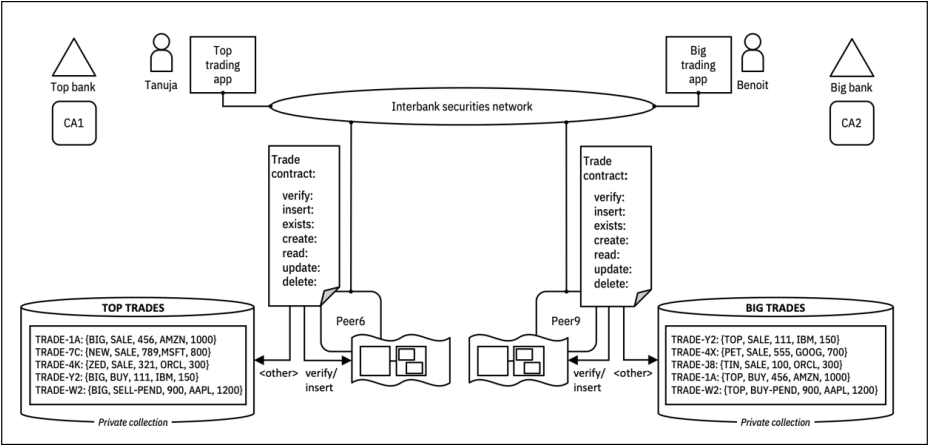 Top bank
CA1
Tanuja
Top
trading
app
Interbank securities network
Big
trading
app
Benoit
Big bank
CA2
Trade
contract:
verify:
insert:
exists:
create:
read:
update:
delete:
Peer6
Trade
contract:
verify:
insert:
exists:
create:
read:
update:
delete:
Peer9
TOP TRADES
TRADE-1A: {BIG, SALE, 456, AMZN, 1000}
TRADE-7C: {NEW, SALE, 789,MSFT, 800}
TRADE-4K: {ZED, SALE, 321, ORCL, 300}
TRADE-Y2: {BIG, BUY, 111, IBM, 150}
TRADE-W2: {BIG, SELL-PEND, 900, AAPL, 1200}
Private collection
<other>
verify/
insert
verify/
insert
<other>
BIG TRADES
TRADE-Y2: {TOP, SALE, 111, IBM, 150}
TRADE-4X: {PET, SALE, 555, GOOG, 700}
TRADE-J8: {TIN, SALE, 100, ORCL, 300}
TRADE-1A: {TOP, BUY, 456, AMZN, 1000}
TRADE-W2: {TOP, BUY-PEND, 900, AAPL, 1200}
Private collection